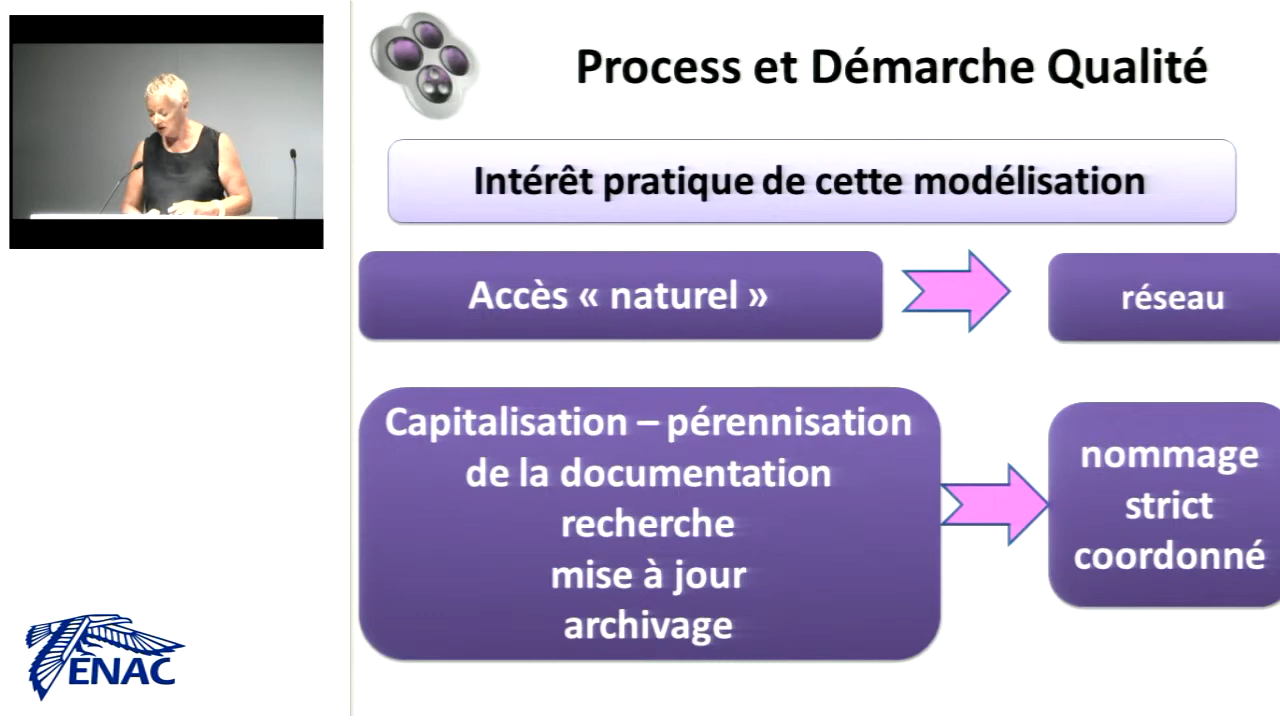 Process et Démarche Qualité
Intérêt pratique de cette modélisation
Accès « naturel »
réseau
Capitalisation – pérennisation
de la documentation
recherche
mise à jour
archivage
nommage
strict
coordonné
ENAC